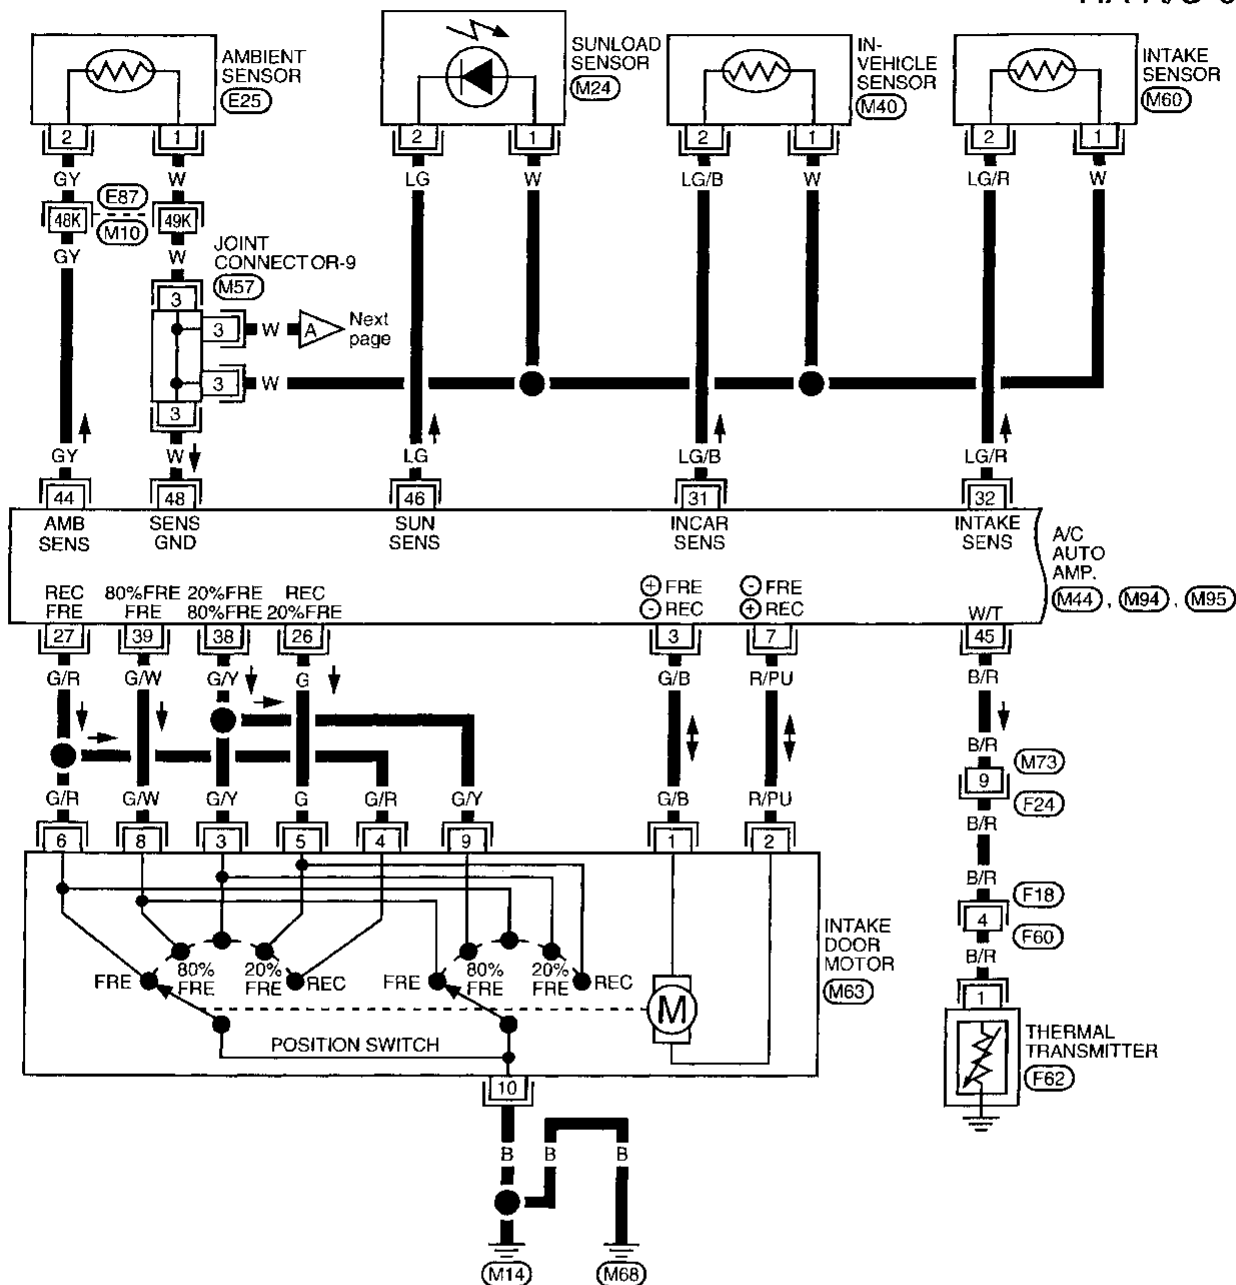 AMBIENT
SENSOR
E25
SUNLOAD
SENSOR
M24
IN-
VEHICLE
SENSOR
M40
INTAKE
SENSOR
M60
2 1 2 1 2 1 2 1
GY W LG W LG/B W LG/R W
E87
48K 49K
M10
GY W
JOINT
CONNECTOR-9
M57
3
3 W A Next
page
3 W
3
GY W LG LG/B LG/R
44 48 46 31 32
AMB
SENS
SENS
GND
SUN
SENS
INCAR
SENS
INTAKE
SENS
A/C
AUTO
AMP.
M44 , M94 , M95
REC
FRE
80%FRE
FRE
20%FRE
80%FRE
REC
20%FRE
+ FRE
- REC
- FRE
+ REC
W/T
27 39 38 26 3 7 45
G/R G/W G/Y G G/B R/PU B/R
B/R
M73
9
F24
B/R
G/R G/W G/Y G G/R G/Y G/B R/PU
6 8 3 5 4 9 1 2
B/R
F18
4
F60
B/R
1
THERMAL
TRANSMITTER
F62
INTAKE
DOOR
MOTOR
M63
FRE 80%
FRE 20%
FRE REC
FRE 80%
FRE 20%
FRE REC
M
POSITION SWITCH
10
B B B
M14 M68